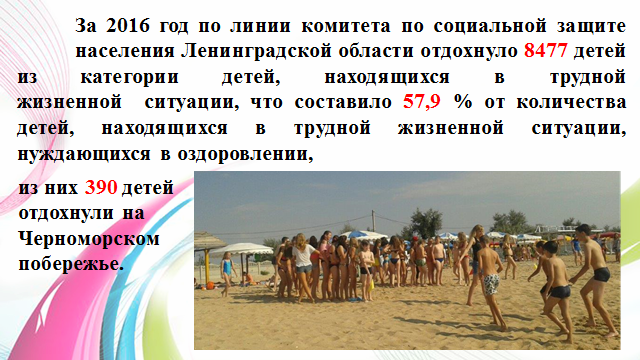 За 2016 год по линии комитета по социальной защите
населения Ленинградской области отдохнуло 8477 детей
из категории детей, находящихся в трудной
жизненной ситуации, что составило 57,9 % от количества
детей, находящихся в трудной жизненной ситуации,
нуждающихся в оздоровлении,
из них 390 детей
отдохнули на
Черноморском
побережье.